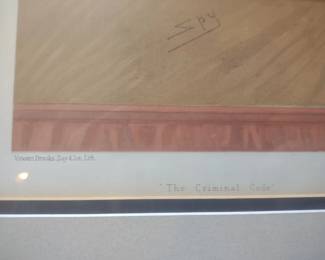 Spy
Vincent Brooks, Day & Son, Lith.
"The Criminal Code"